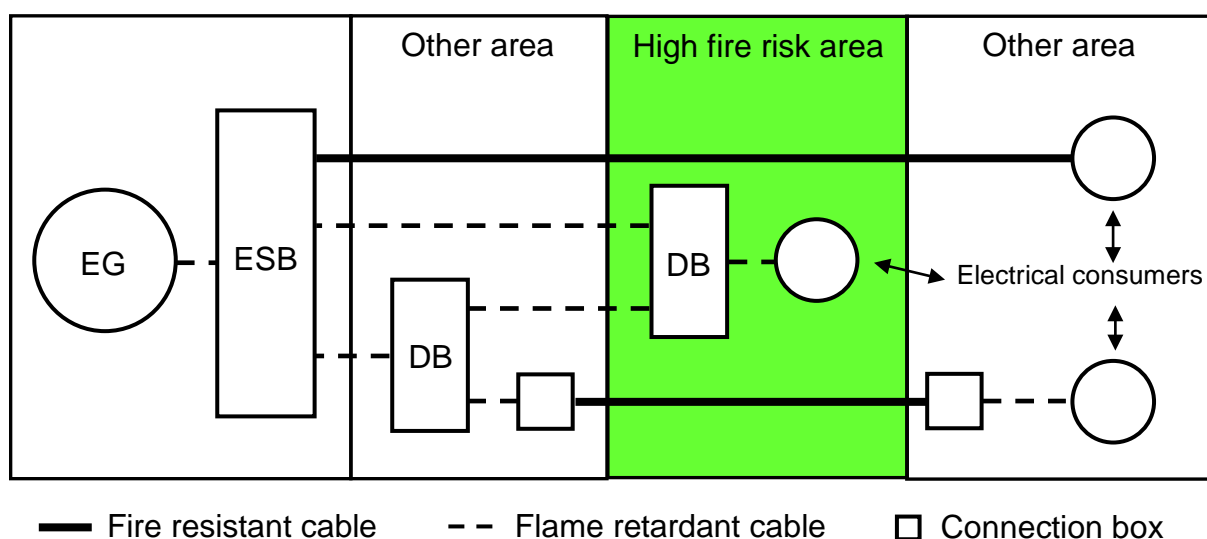 Other area
High fire risk area
Other area
EG
ESB
DB
DB
Electrical consumers
Fire resistant cable
Flame retardant cable
Connection box